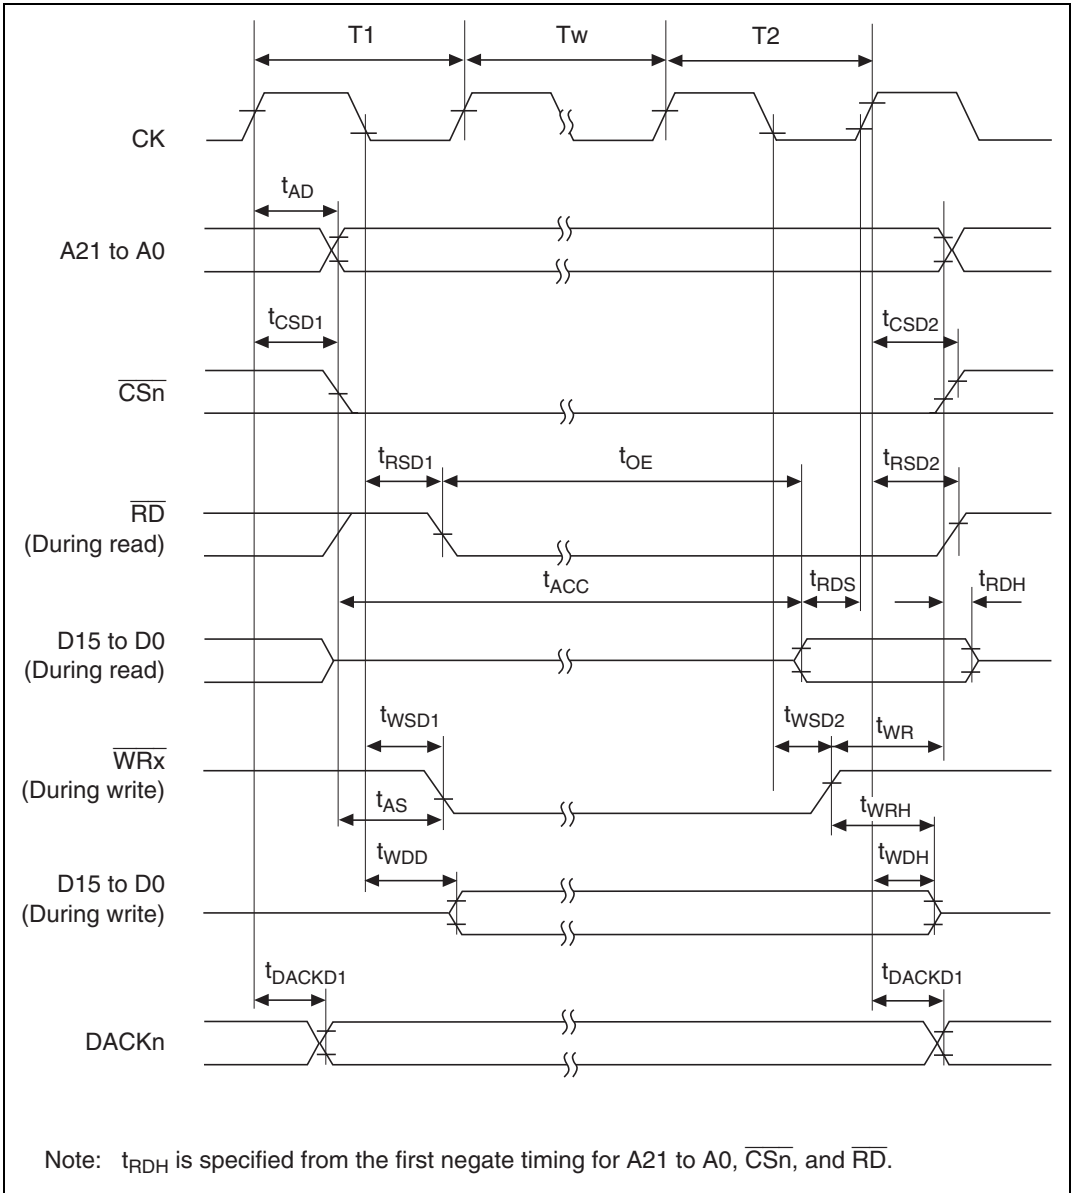 T1 Tw T2
CK
tAD
A21 to A0
tCSD1 tCSD2
CSn
tRSD1 tOE tRSD2
RD
(During read)
tACC tRDS tRDH
D15 to D0
(During read)
tWSD1 tWSD2 tWR
WRx
(During write)
tAS tWRH
tWDD tWDH
D15 to D0
(During write)
tDACKD1 tDACKD1
DACKn
Note: tRDH is specified from the first negate timing for A21 to A0, CSn, and RD.